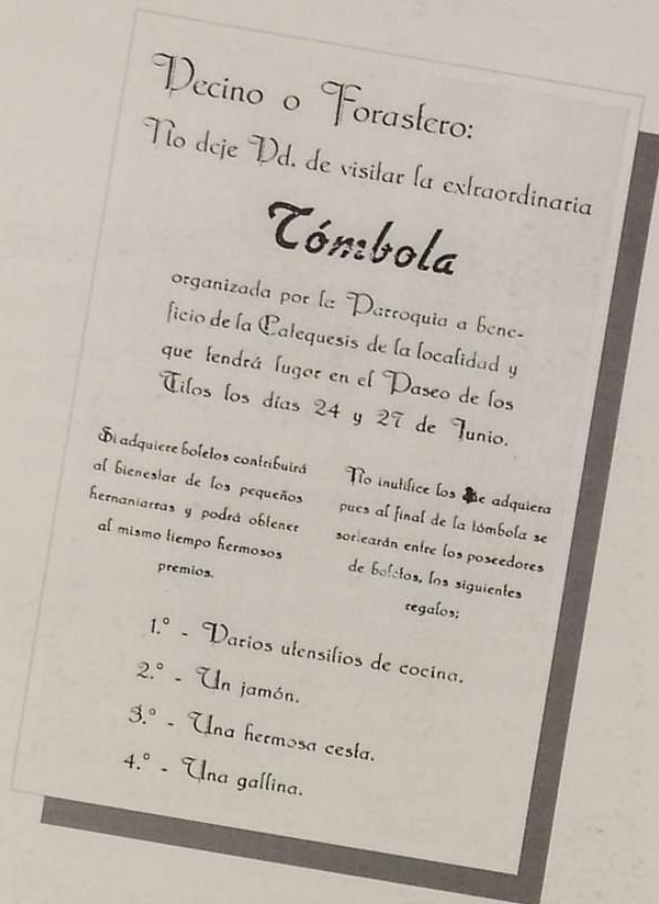 Vecino o Forastero:
No deje Vd. de visitar la extraordinaria
Tómbola
organizada por la Parroquia a bene-
ficio de la Catequesis de la localidad y
que tendrá lugar en el Paseo de los
Tilos los días 24 y 27 de Junio.
Si adquiere boletos contribuirá
al bienestar de los pequeños
hernaniarras y podrá obtener
al mismo tiempo hermosos
premios.
No inutilice los que adquiera
pues al final de la tómbola se
sortearán entre los poseedores
de boletos, los siguientes
regalos;
1.º - Varios utensilios de cocina.
2.º - Un jamón.
3.º - Una hermosa cesta.
4.º - Una gallina.